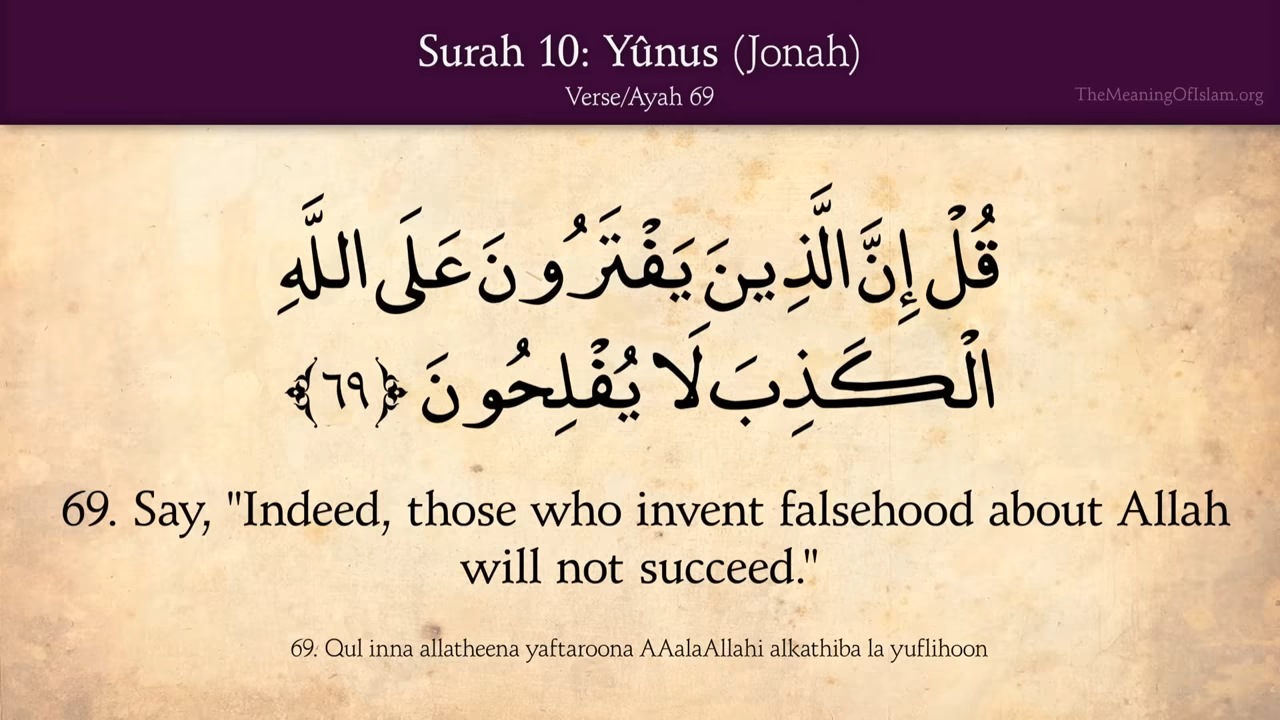 Surah 10: Yûnus (Jonah)
Verse/Ayah 69
TheMeaningOfIslam.org
قُلْ إِنَّ الَّذِينَ يَفْتَرُونَ عَلَى اللَّهِ
الْكَذِبَ لَا يُفْلِحُونَ ﴿٦٩﴾
69. Say, "Indeed, those who invent falsehood about Allah
will not succeed."
69. Qul inna allatheena yaftaroona AAalaAllahi alkathiba la yuflihoon